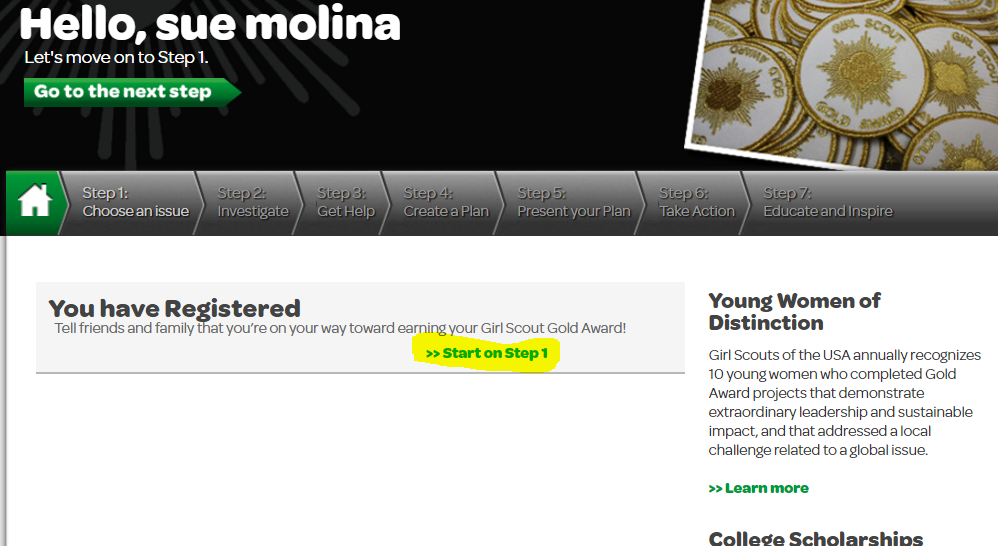 Hello, sue molina
Let's move on to Step 1.
Go to the next step
GIRL SCOUT
GOLD AWARD
Step 1:
Choose an issue
Step 2:
Investigate
Step 3:
Get Help
Step 4:
Create a Plan
Step 5:
Present your Plan
Step 6:
Take Action
Step 7:
Educate and Inspire
You have Registered
Tell friends and family that you're on your way toward earning your Girl Scout Gold Award!
>> Start on Step 1
Young Women of
Distinction
Girl Scouts of the USA annually recognizes
10 young women who completed Gold
Award projects that demonstrate
extraordinary leadership and sustainable
impact, and that addressed a local
challenge related to a global issue.
>> Learn more
College Scholarships